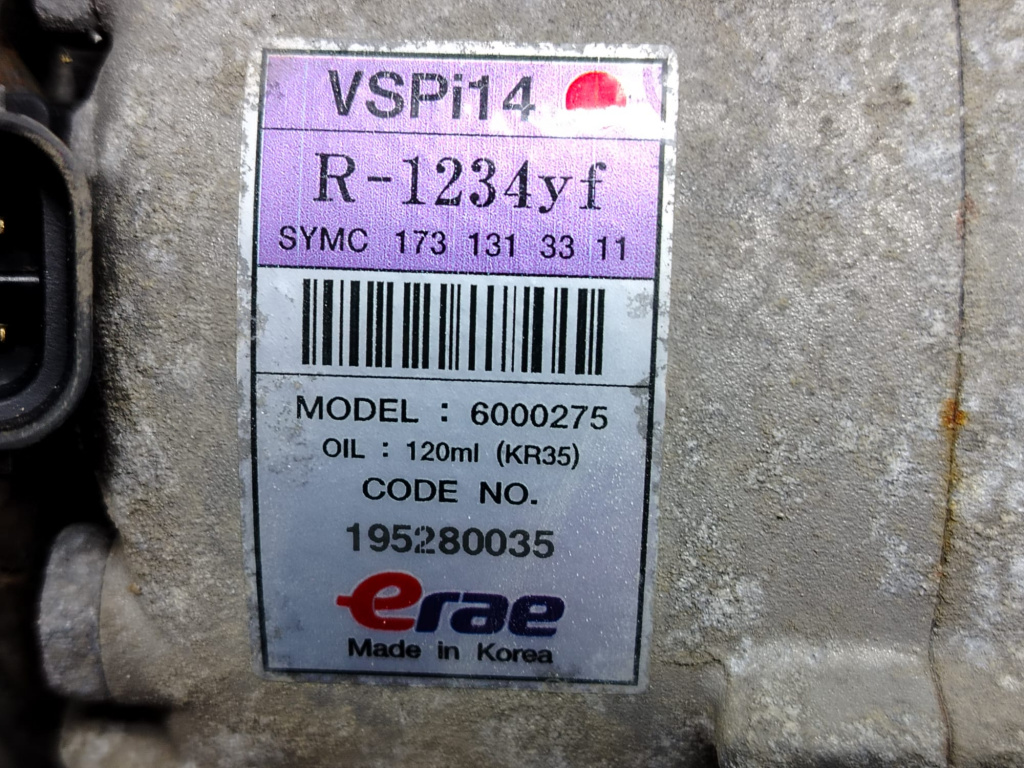 VSPi14
R-1234yf
SYMC 173 131 33 11
MODEL : 6000275
OIL : 120ml (KR35)
CODE NO.
195280035
erae
Made in Korea